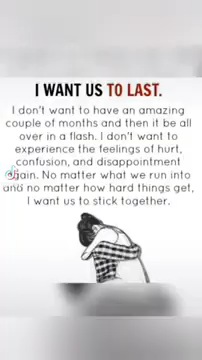 I WANT US TO LAST.
I don't want to have an amazing
couple of months and then it be all
over in a flash. I don't want to
experience the feelings of hurt,
confusion, and disappointment
again. No matter what we run into
and no matter how hard things get,
I want us to stick together.